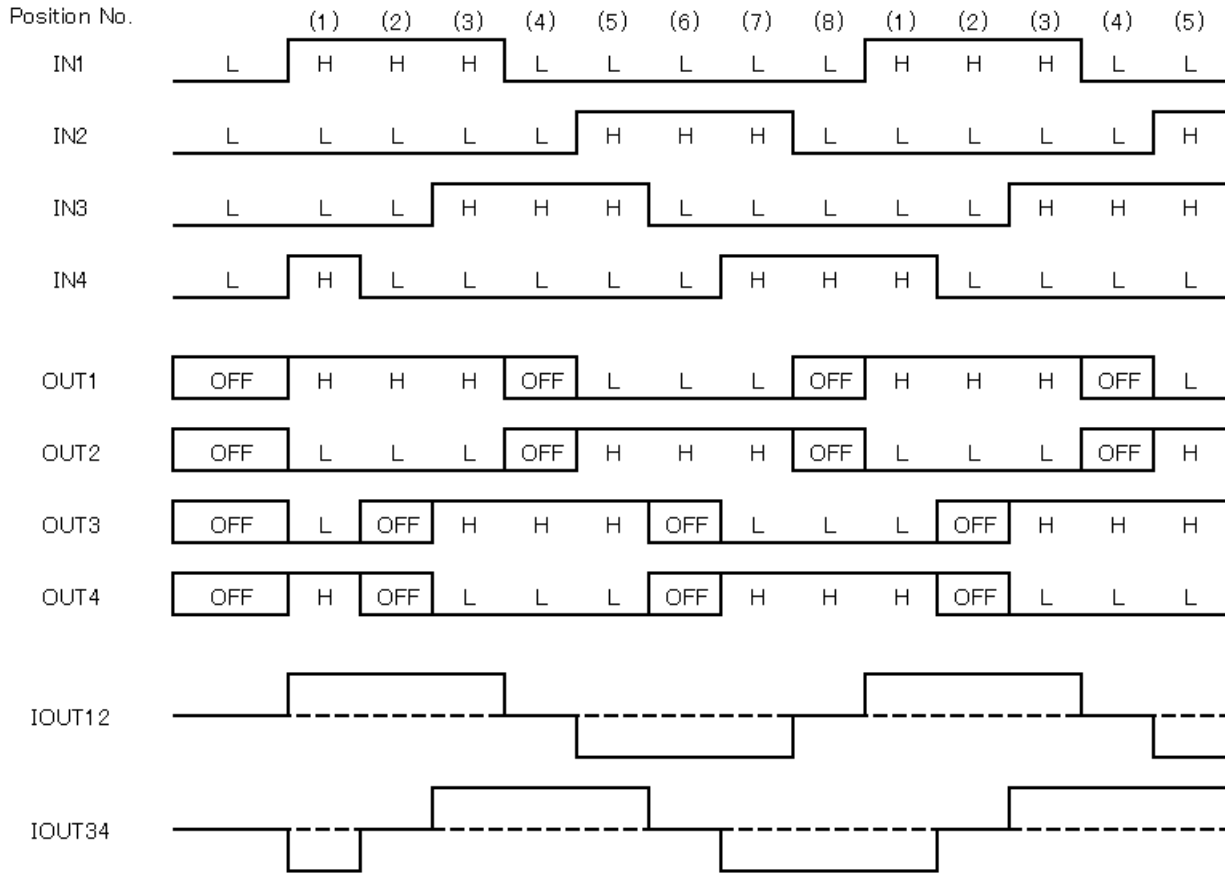 Position No. (1) (2) (3) (4) (5) (6) (7) (8) (1) (2) (3) (4) (5)
IN1 L H H H L L L L L H H H L L
IN2 L L L L L H H H L L L L L H
IN3 L L L H H H L L L L L H H H
IN4 L H L L L L L H H H L L L L
OUT1 OFF H H H OFF L L L OFF H H H OFF L
OUT2 OFF L L L OFF H H H OFF L L L OFF H
OUT3 OFF L OFF H H H OFF L L L OFF H H H
OUT4 OFF H OFF L L L OFF H H H OFF L L L
IOUT12
IOUT34